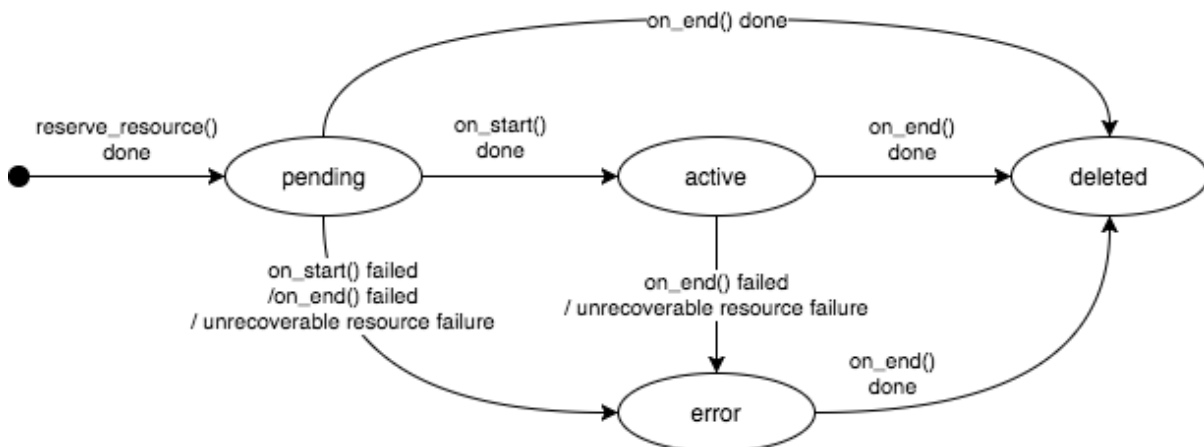 on_end() done
reserve_resource()
done
on_start()
done
on_end()
done
pending
active
deleted
on_start() failed
/on_end() failed
/ unrecoverable resource failure
on_end() failed
/ unrecoverable resource failure
on_end()
done
error